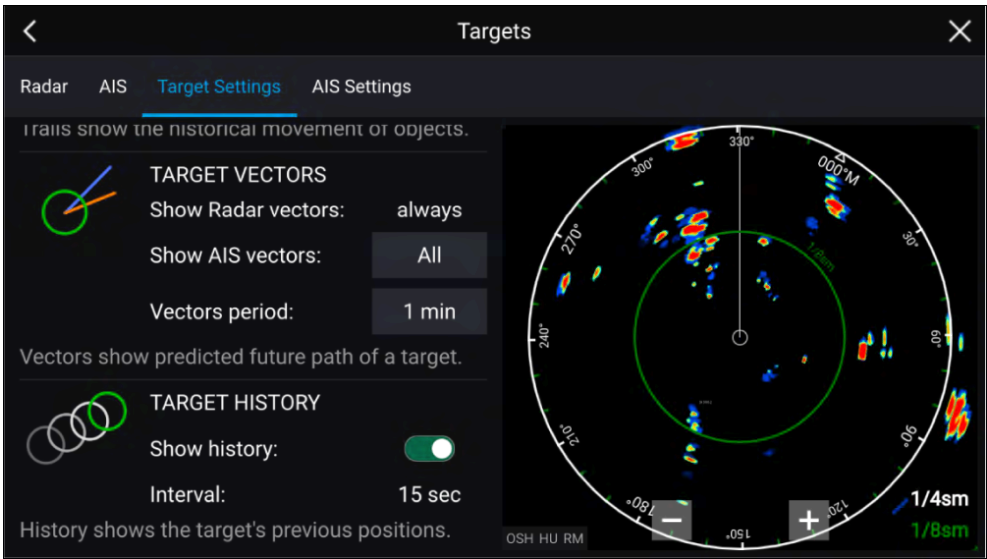 Targets
Radar AIS Target Settings AIS Settings
Trails show the historical movement of objects.
TARGET VECTORS
Show Radar vectors: always
Show AIS vectors: All
Vectors period: 1 min
Vectors show predicted future path of a target.
TARGET HISTORY
Show history:
Interval: 15 sec
History shows the target's previous positions.
330°
000°M
30°
60°
90°
120°
150°
180°
210°
240°
270°
300°
1/8sm
OSH HU RM
1/4sm
1/8sm